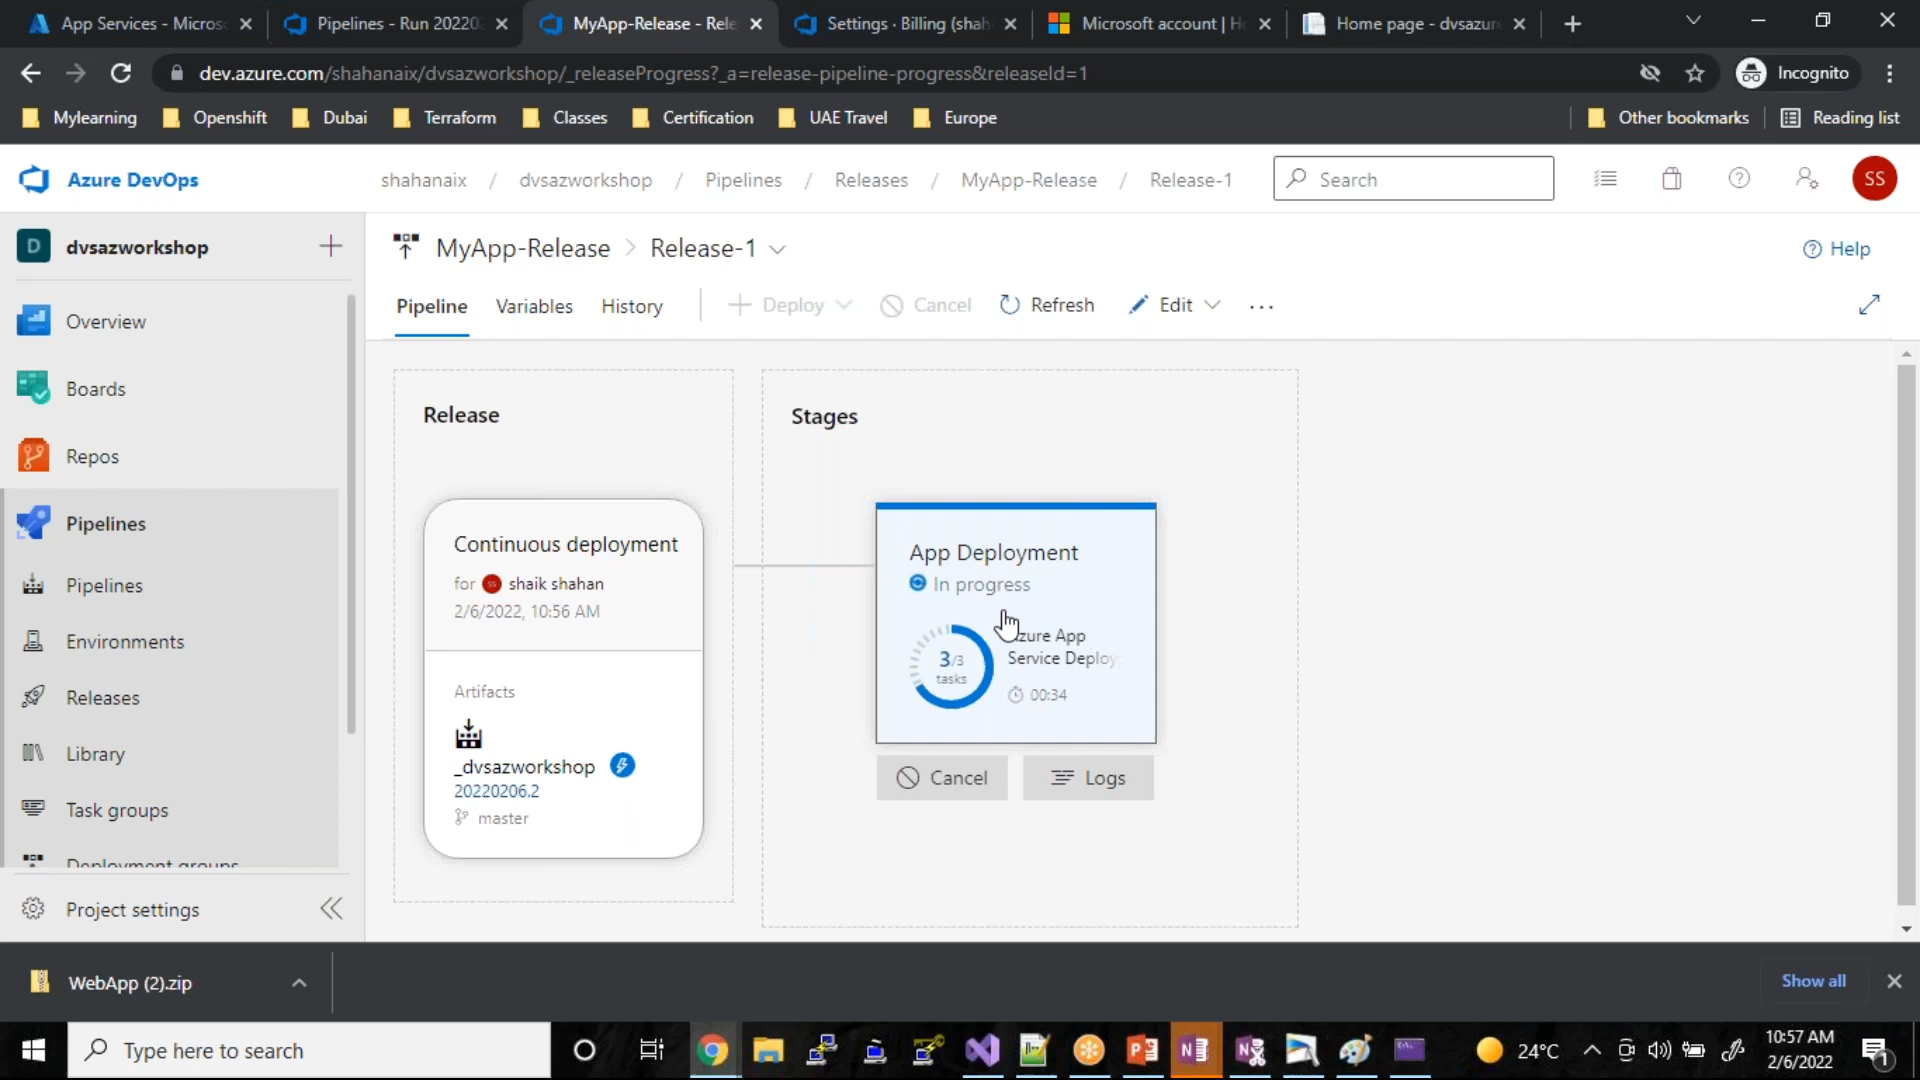 App Services - Micros
Pipelines - Run 20220
MyApp-Release - Rele
Settings · Billing (shah
Microsoft account | H
Home page - dvsazur
dev.azure.com/shahanaix/dvsazworkshop/_releaseProgress?_a=release-pipeline-progress&releaseId=1
Incognito
Mylearning
Openshift
Dubai
Terraform
Classes
Certification
UAE Travel
Europe
Other bookmarks
Reading list
Azure DevOps
shahanaix / dvsazworkshop / Pipelines / Releases / MyApp-Release / Release-1
Search
SS
D
dvsazworkshop
MyApp-Release > Release-1
Help
Pipeline
Variables
History
Deploy
Cancel
Refresh
Edit
Overview
Boards
Repos
Pipelines
Pipelines
Environments
Releases
Library
Task groups
Deployment groups
Project settings
Release
Continuous deployment
for SS shaik shahan
2/6/2022, 10:56 AM
Artifacts
_dvsazworkshop
20220206.2
master
Stages
App Deployment
In progress
3/3
tasks
Azure App
Service Deploy
00:34
Cancel
Logs
WebApp (2).zip
Show all
Type here to search
24°C
10:57 AM
2/6/2022
1